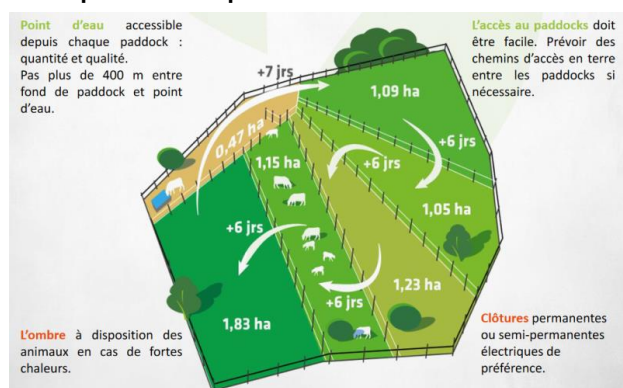 Point d'eau accessible
depuis chaque paddock :
quantité et qualité.
Pas plus de 400 m entre
fond de paddock et point
d'eau.
L'accès au paddocks doit
être facile. Prévoir des
chemins d'accès en terre
entre les paddocks si
nécessaire.
+7 jrs
1,09 ha
0,47 ha
+6 jrs
1,15 ha
+6 jrs
1,05 ha
+6 jrs
1,23 ha
+6 jrs
1,83 ha
L'ombre à disposition des
animaux en cas de fortes
chaleurs.
Clôtures permanentes
ou semi-permanentes
électriques de
préférence.